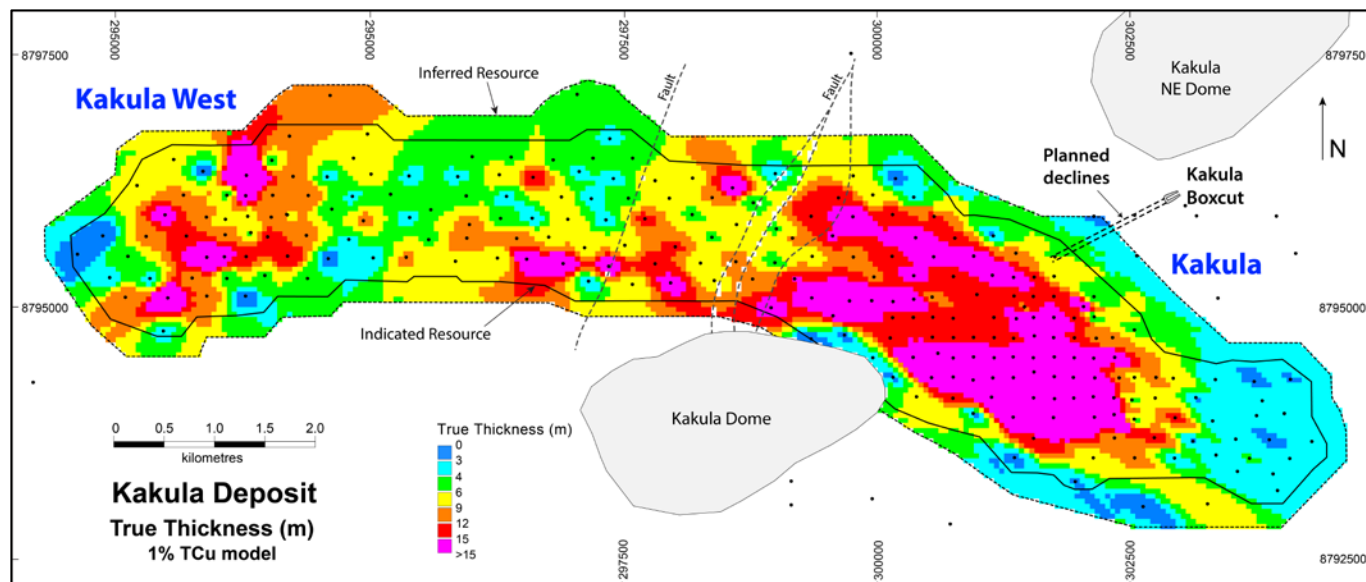 295000
295000
297500
300000
302500
8797500
8797500
Kakula West
Inferred Resource
Fault
Fault
Kakula
NE Dome
N
Planned
declines
Kakula
Boxcut
Kakula
8795000
8795000
Indicated Resource
Kakula Dome
0 0.5 1.0 1.5 2.0
kilometres
Kakula Deposit
True Thickness (m)
1% TCu model
True Thickness (m)
0
3
4
6
9
12
15
>15
297500
300000
302500
8792500